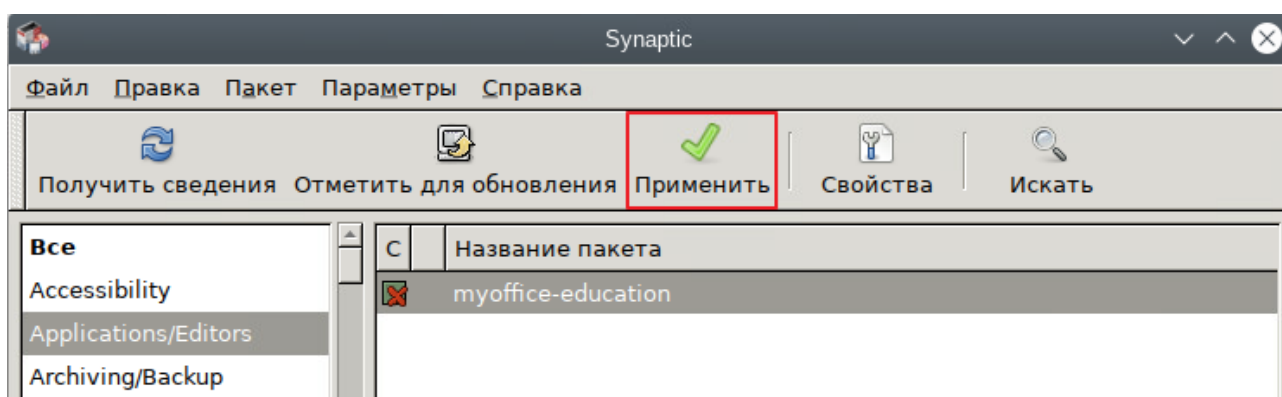 Synaptic
Файл Правка Пакет Параметры Справка
Получить сведения Отметить для обновления Применить Свойства Искать
Все
С Название пакета
Accessibility
myoffice-education
Applications/Editors
Archiving/Backup